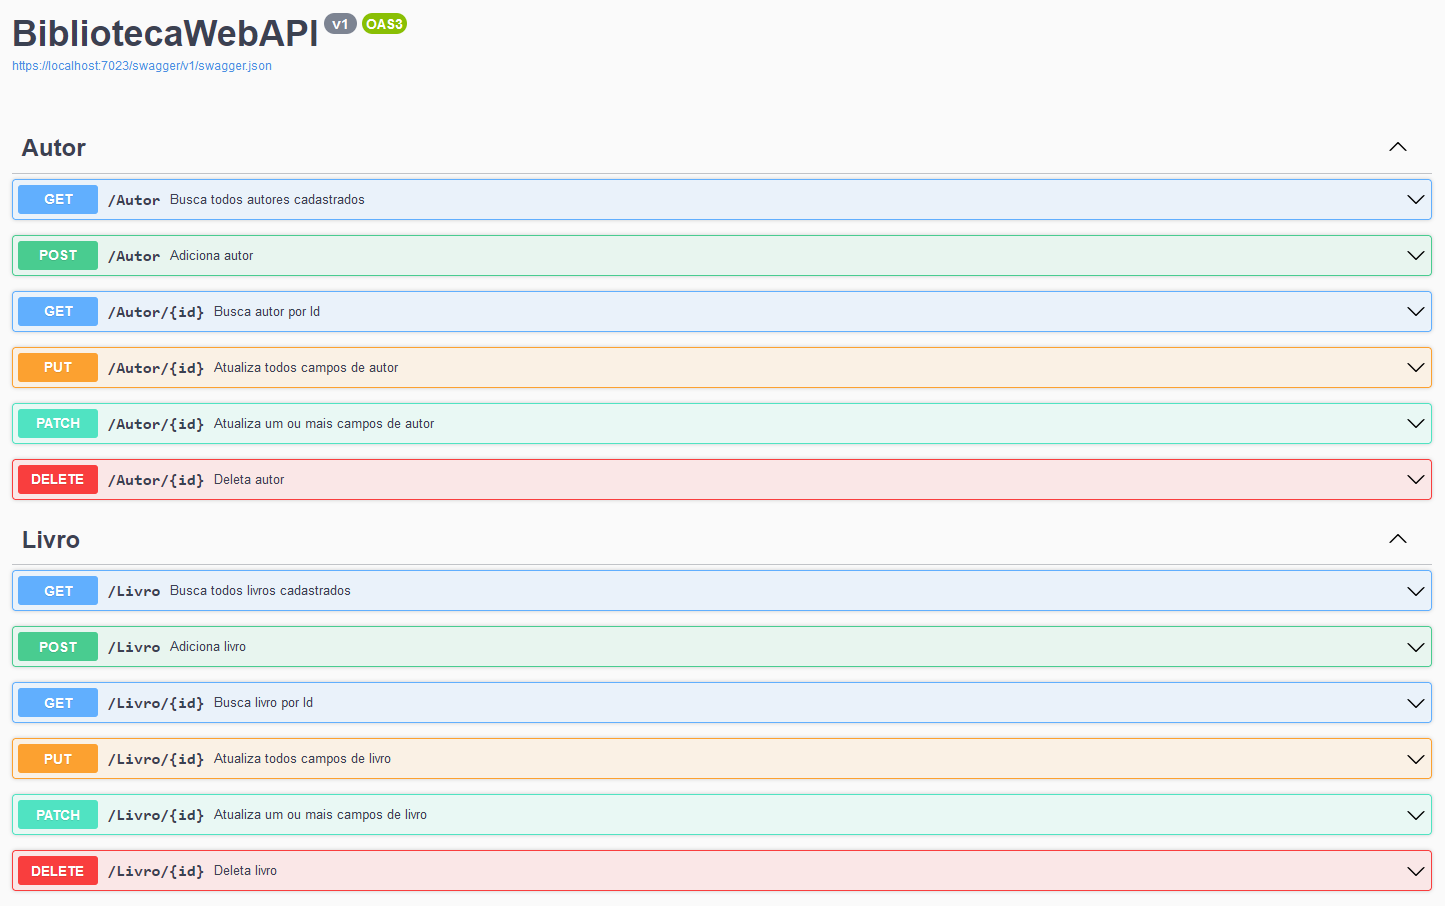 BibliotecaWebAPI v1 OAS3
https://localhost:7023/swagger/v1/swagger.json
Autor
GET /Autor Busca todos autores cadastrados
POST /Autor Adiciona autor
GET /Autor/{id} Busca autor por Id
PUT /Autor/{id} Atualiza todos campos de autor
PATCH /Autor/{id} Atualiza um ou mais campos de autor
DELETE /Autor/{id} Deleta autor
Livro
GET /Livro Busca todos livros cadastrados
POST /Livro Adiciona livro
GET /Livro/{id} Busca livro por Id
PUT /Livro/{id} Atualiza todos campos de livro
PATCH /Livro/{id} Atualiza um ou mais campos de livro
DELETE /Livro/{id} Deleta livro